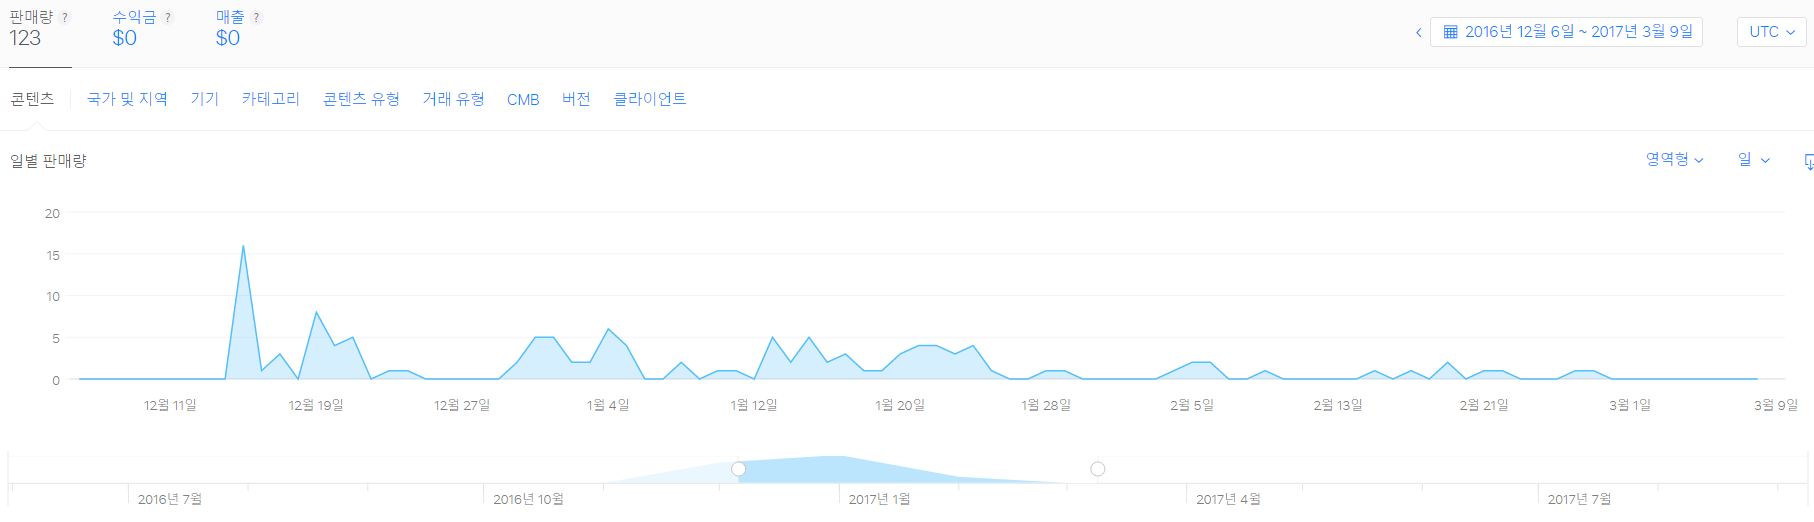 판매량 ? 수익금 ? 매출 ?
123 $0 $0
2016년 12월 6일 ~ 2017년 3월 9일 UTC
콘텐츠 국가 및 지역 기기 카테고리 콘텐츠 유형 거래 유형 CMB 버전 클라이언트
일별 판매량 영역형 일
20
15
10
5
0
12월 11일 12월 19일 12월 27일 1월 4일 1월 12일 1월 20일 1월 28일 2월 5일 2월 13일 2월 21일 3월 1일 3월 9일
2016년 7월 2016년 10월 2017년 1월 2017년 4월 2017년 7월